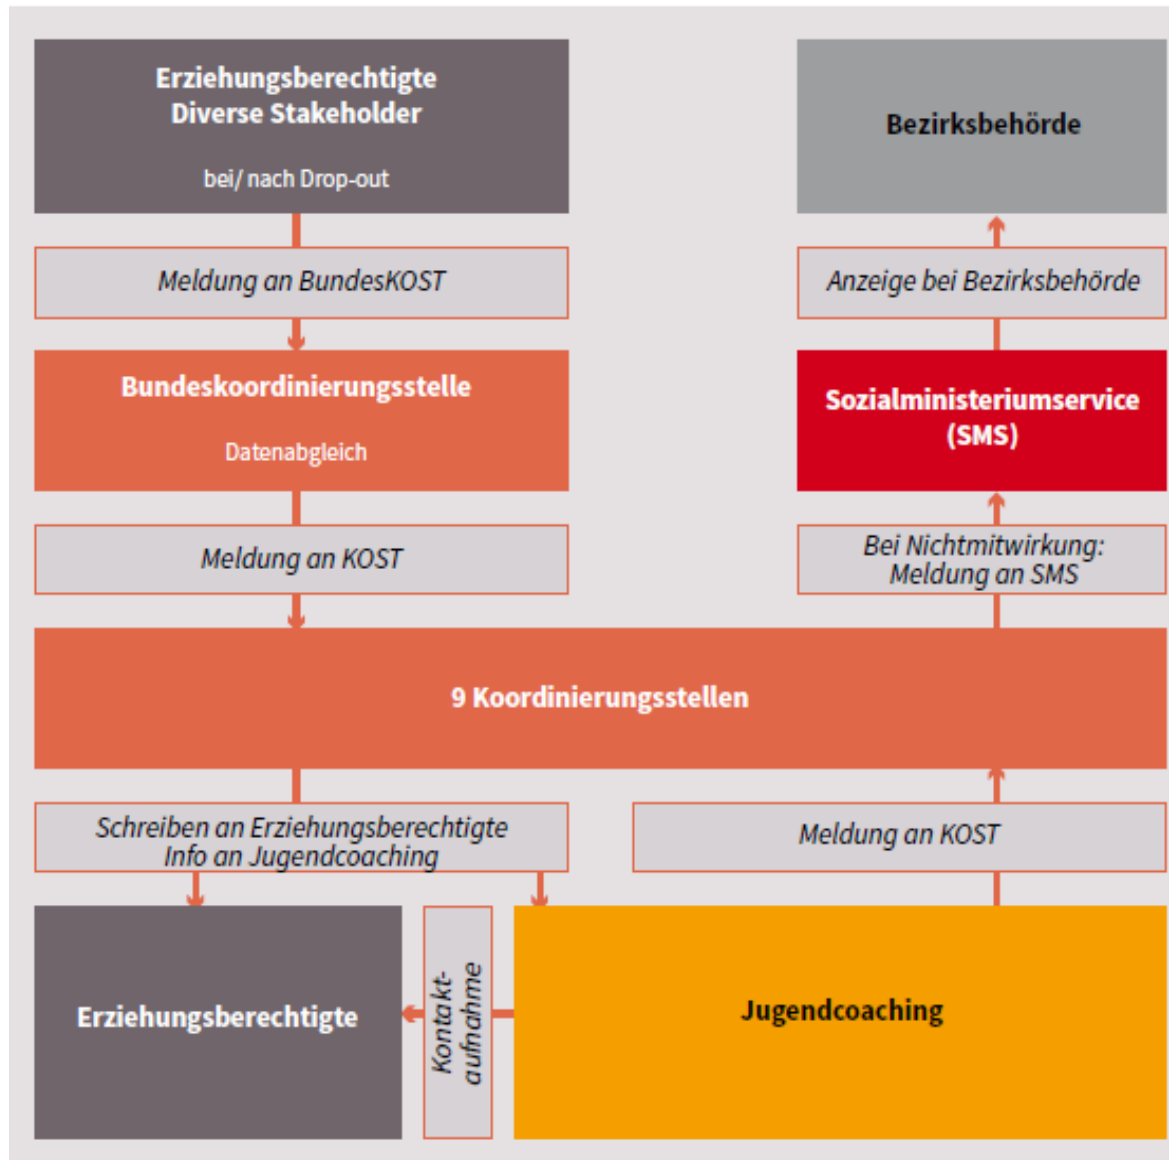 Erziehungsberechtigte
Diverse Stakeholder
bei/ nach Drop-out
Bezirksbehörde
Meldung an BundesKOST
Anzeige bei Bezirksbehörde
Bundeskoordinierungsstelle
Datenabgleich
Sozialministeriumservice
(SMS)
Meldung an KOST
Bei Nichtmitwirkung:
Meldung an SMS
9 Koordinierungsstellen
Schreiben an Erziehungsberechtigte
Info an Jugendcoaching
Meldung an KOST
Erziehungsberechtigte
Kontakt-
aufnahme
Jugendcoaching